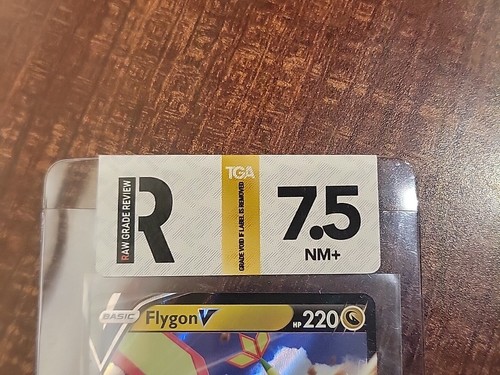 RAW GRADE REVIEW
R
TGA
GRADE VOID IF LABEL IS REMOVED
7.5
NM+
BASIC
Flygon V
HP 220